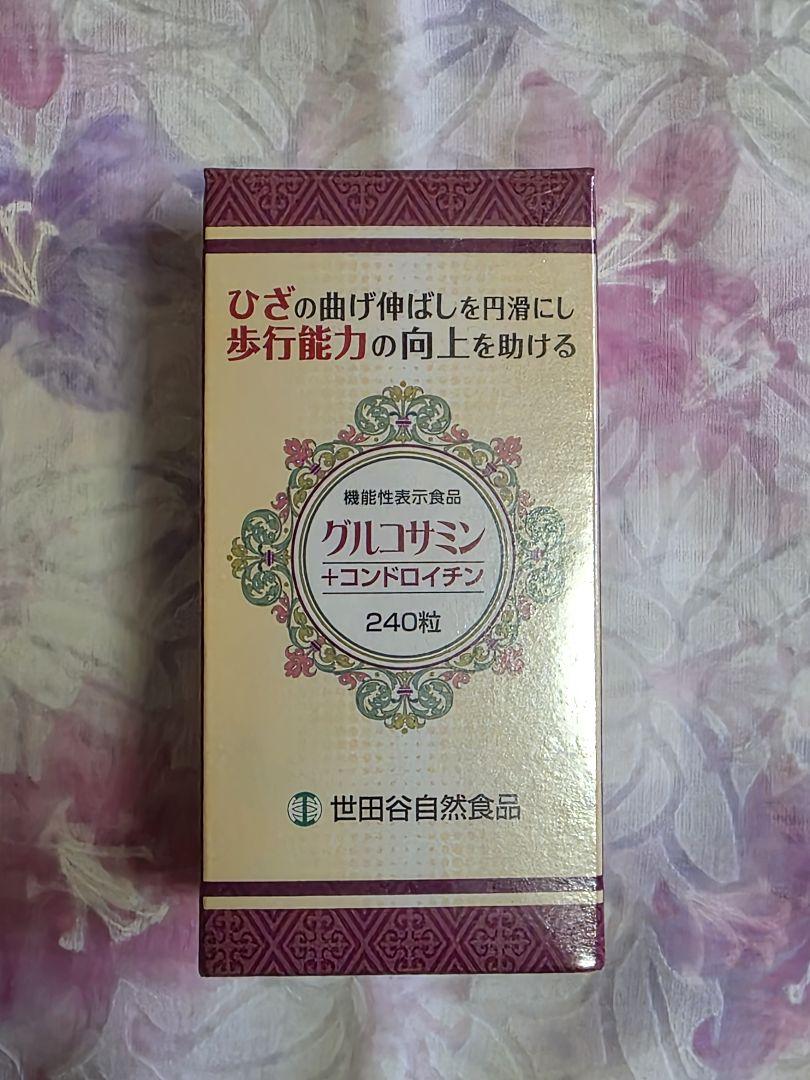 ひざの曲げ伸ばしを円滑にし
歩行能力の向上を助ける
機能性表示食品
グルコサミン
+コンドロイチン
240粒
世田谷自然食品